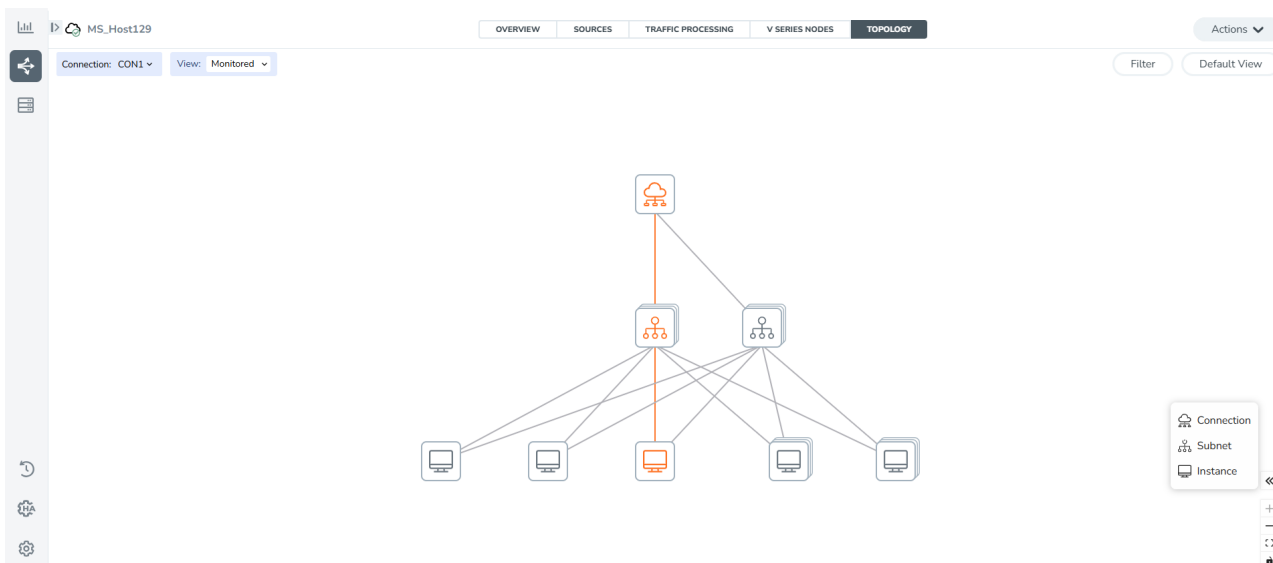 MS_Host129
OVERVIEW
SOURCES
TRAFFIC PROCESSING
V SERIES NODES
TOPOLOGY
Actions
Connection: CON1
View: Monitored
Filter
Default View
Connection
Subnet
Instance
HA